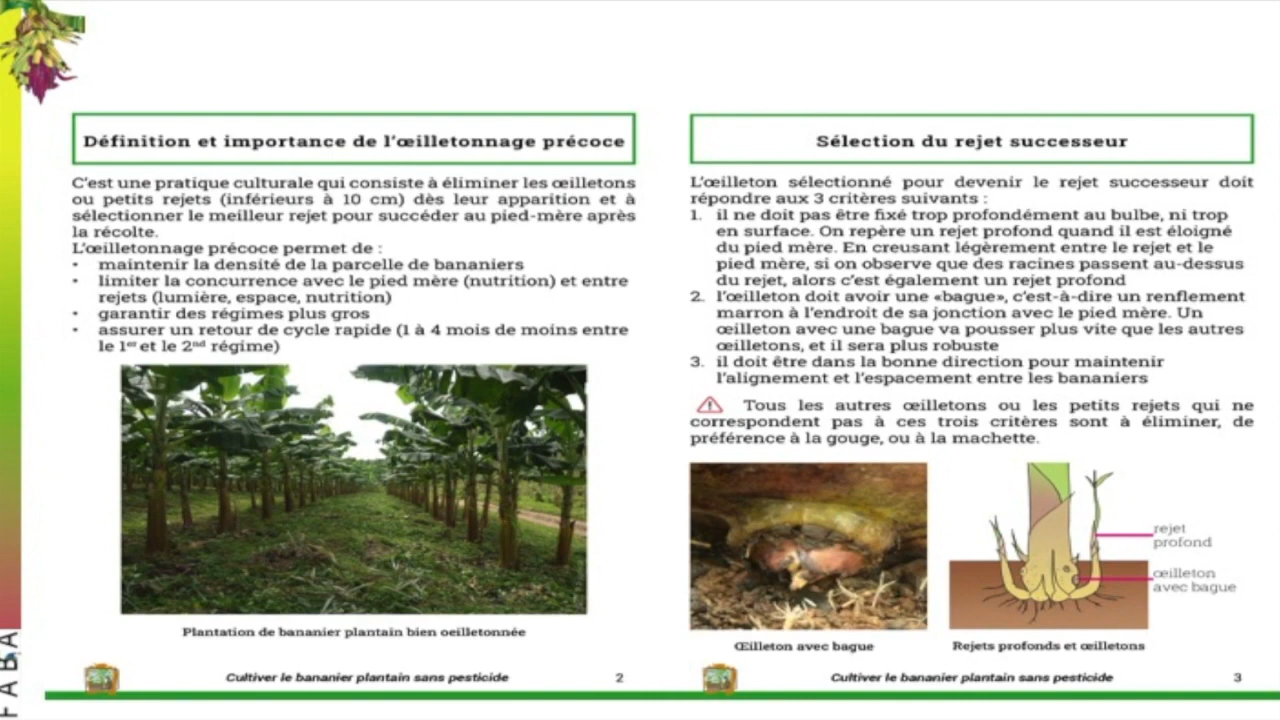 Définition et importance de l'œilletonnage précoce
C'est une pratique culturale qui consiste à éliminer les œilletons
ou petits rejets (inférieurs à 10 cm) dès leur apparition et à
sélectionner le meilleur rejet pour succéder au pied-mère après
la récolte.
L'œilletonnage précoce permet de :
• maintenir la densité de la parcelle de bananiers
• limiter la concurrence avec le pied mère (nutrition) et entre
rejets (lumière, espace, nutrition)
• garantir des régimes plus gros
• assurer un retour de cycle rapide (1 à 4 mois de moins entre
le 1er et le 2nd régime)
Plantation de bananier plantain bien oeilletonnée
Cultiver le bananier plantain sans pesticide 2
Sélection du rejet successeur
L'œilleton sélectionné pour devenir le rejet successeur doit
répondre aux 3 critères suivants :
1. il ne doit pas être fixé trop profondément au bulbe, ni trop
en surface. On repère un rejet profond quand il est éloigné
du pied mère. En creusant légèrement entre le rejet et le
pied mère, si on observe que des racines passent au-dessus
du rejet, alors c'est également un rejet profond
2. l'œilleton doit avoir une «bague», c'est-à-dire un renflement
marron à l'endroit de sa jonction avec le pied mère. Un
œilleton avec une bague va pousser plus vite que les autres
œilletons, et il sera plus robuste
3. il doit être dans la bonne direction pour maintenir
l'alignement et l'espacement entre les bananiers
Tous les autres œilletons ou les petits rejets qui ne
correspondent pas à ces trois critères sont à éliminer, de
préférence à la gouge, ou à la machette.
rejet
profond
œilleton
avec bague
Œilleton avec bague
Rejets profonds et œilletons
Cultiver le bananier plantain sans pesticide 3
FABA